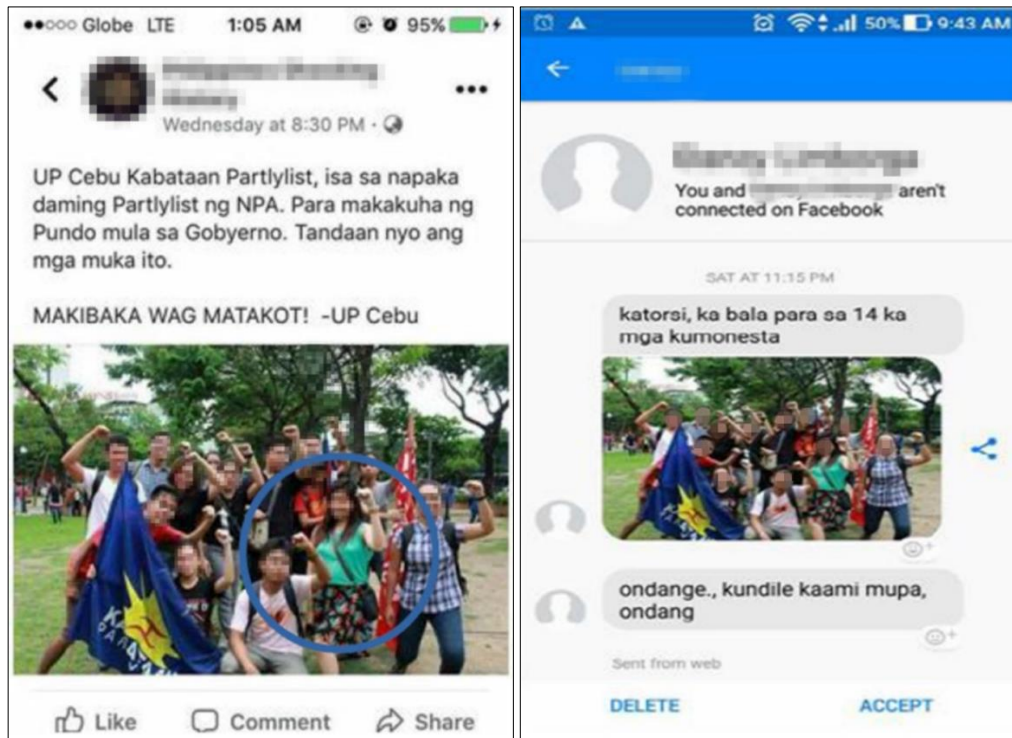 Globe LTE 1:05 AM 95%
Wednesday at 8:30 PM ·
UP Cebu Kabataan Partlylist, isa sa napaka
daming Partlylist ng NPA. Para makakuha ng
Pundo mula sa Gobyerno. Tandaan nyo ang
mga muka ito.
MAKIBAKA WAG MATAKOT! -UP Cebu
Like Comment Share
50% 9:43 AM
You and aren't
connected on Facebook
SAT AT 11:15 PM
katorsi, ka bala para sa 14 ka
mga kumonesta
ondange., kundile kaami mupa,
ondang
Sent from web
DELETE ACCEPT